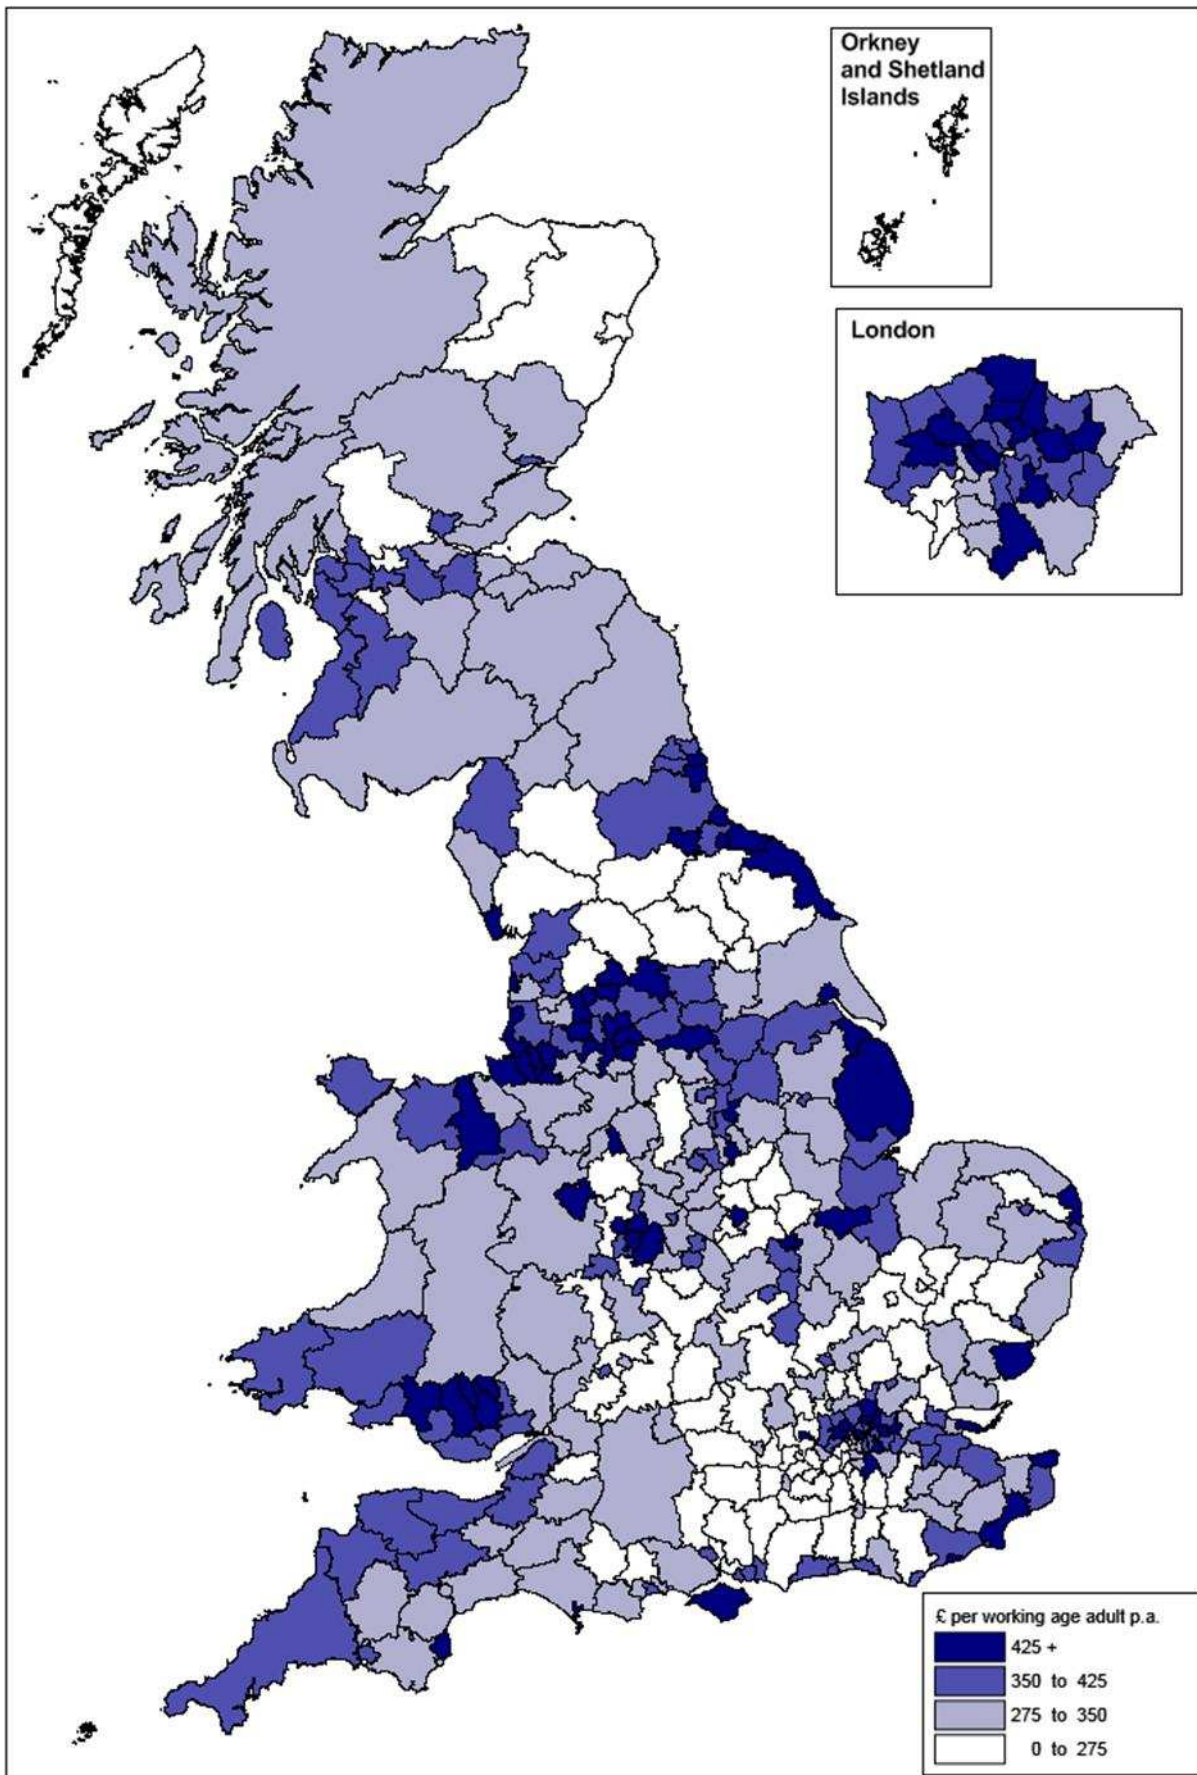 Orkney
and Shetland
Islands
London
£ per working age adult p.a.
425 +
350 to 425
275 to 350
0 to 275